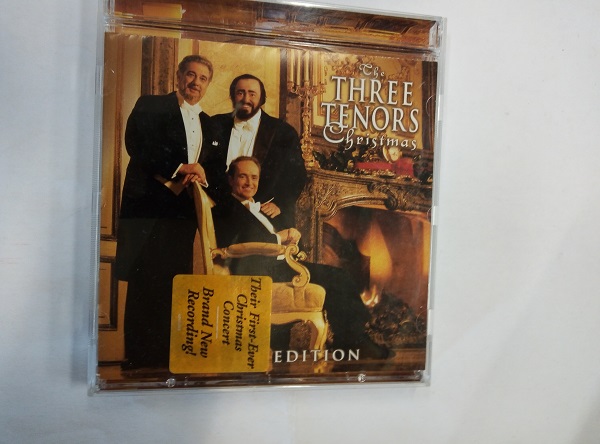 The
THREE
TENORS
Christmas
Their First-Ever
Christmas
Concert
Brand New
Recording!
EDITION